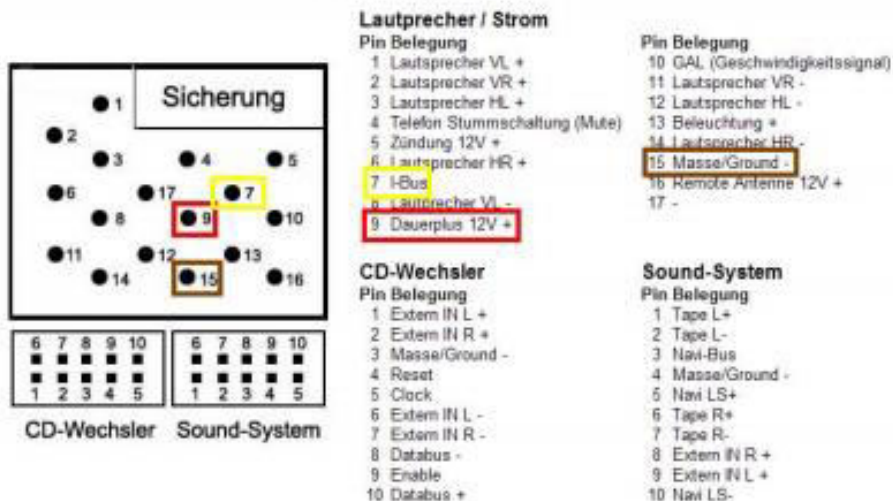 Sicherung
1
2
3
4
5
6
17
7
8
9
10
11
12
13
14
15
16
6 7 8 9 10
1 2 3 4 5
CD-Wechsler
6 7 8 9 10
1 2 3 4 5
Sound-System
Lautprecher / Strom
Pin Belegung
1 Lautsprecher VL +
2 Lautsprecher VR +
3 Lautsprecher HL +
4 Telefon Stummschaltung (Mute)
5 Zündung 12V +
6 Lautsprecher HR +
7 I-Bus
8 Lautprecher VL -
9 Dauerplus 12V +
Pin Belegung
10 GAL (Geschwindigkeitssignal)
11 Lautsprecher VR -
12 Lautsprecher HL -
13 Beleuchtung +
14 Lautsprecher HR -
15 Masse/Ground -
16 Remote Antenne 12V +
17 -
CD-Wechsler
Pin Belegung
1 Extern IN L +
2 Extern IN R +
3 Masse/Ground -
4 Reset
5 Clock
6 Extern IN L -
7 Extern IN R -
8 Databus -
9 Enable
10 Databus +
Sound-System
Pin Belegung
1 Tape L+
2 Tape L-
3 Navi-Bus
4 Masse/Ground -
5 Navi LS+
6 Tape R+
7 Tape R-
8 Extern IN R +
9 Extern IN L +
10 Navi LS-